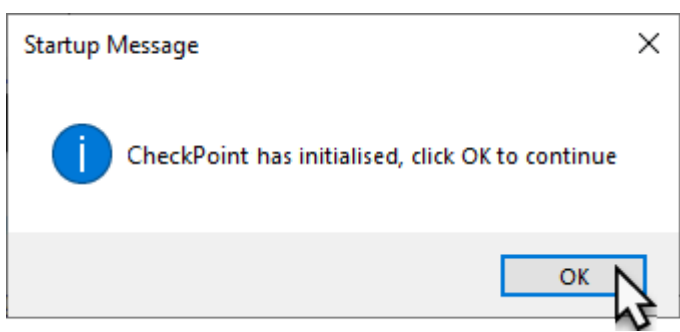 Startup Message
CheckPoint has initialised, click OK to continue
OK